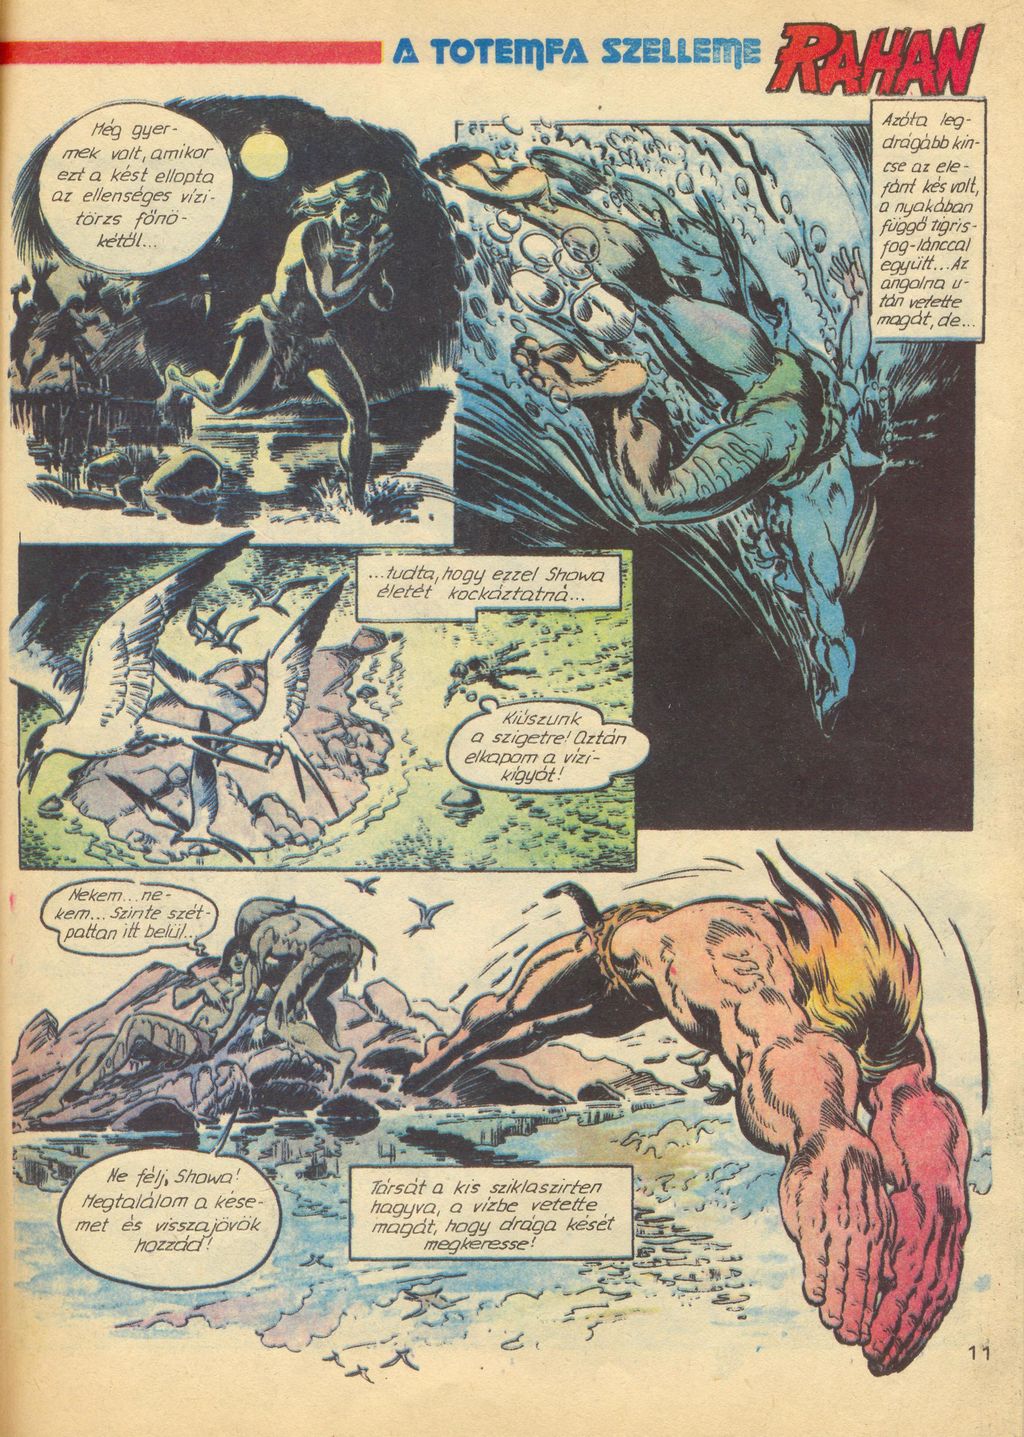 A TOTEMFA SZELLEME
RAHAN
Még gyer-
mek volt, amikor
ezt a kést ellopta
az ellenséges vízi-
törzs főnö-
kétől...
Azóta leg-
drágább kin-
cse az ele-
fánt kés volt,
a nyakában
függő tigris-
fog-lánccal
együtt... Az
angolna u-
tán vetette
magát, de...
...tudta, hogy ezzel Showa
életét kockáztatná...
Kiúszunk
a szigetre! Aztán
elkapom a vízi-
kígyót!
Nekem... ne-
kem... Szinte szét-
pattan itt belül...
Ne félj, Showa!
Megtalálom a kése-
met és visszajövök
hozzád!
Társát a kis sziklaszirten
hagyva, a vízbe vetette
magát, hogy drága kését
megkeresse!
11